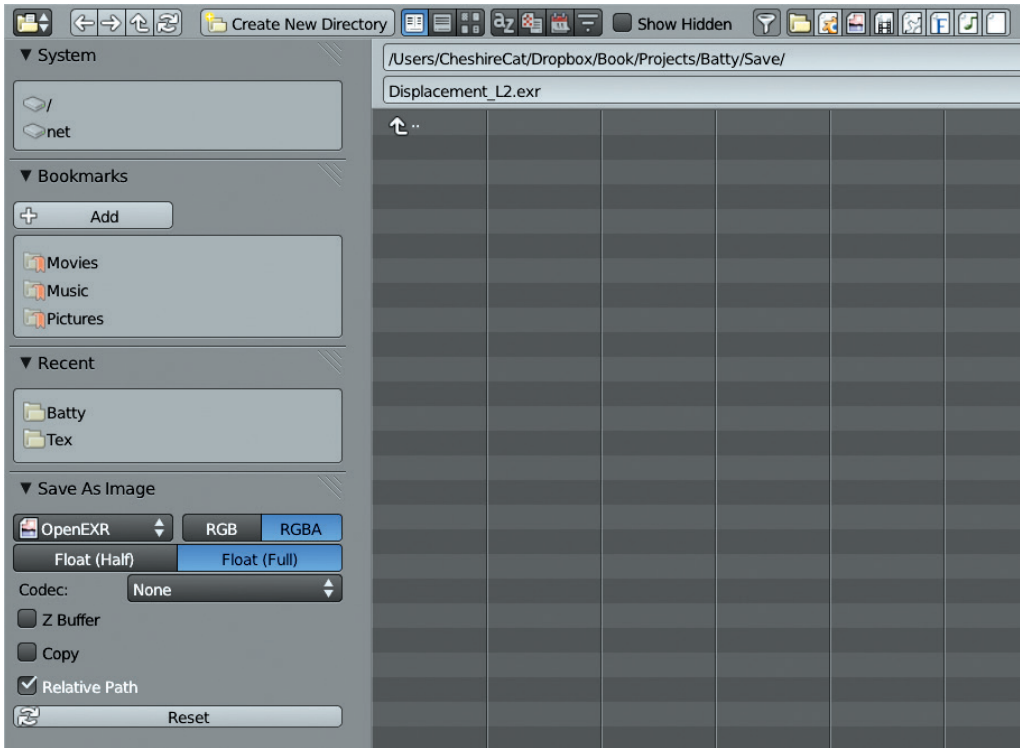 Create New Directory
Show Hidden
System
/
net
Bookmarks
Add
Movies
Music
Pictures
Recent
Batty
Tex
Save As Image
OpenEXR RGB RGBA
Float (Half) Float (Full)
Codec: None
Z Buffer
Copy
Relative Path
Reset
/Users/CheshireCat/Dropbox/Book/Projects/Batty/Save/
Displacement_L2.exr
..